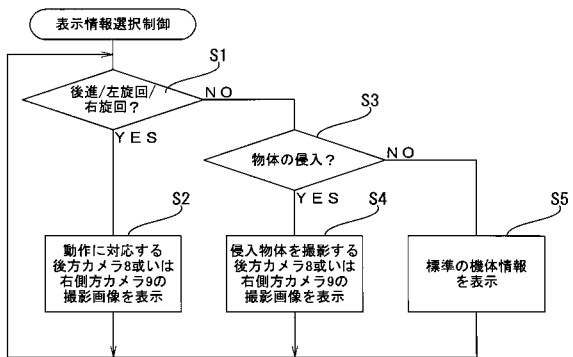 表示情報選択制御
S1
後進/左旋回/
右旋回？
NO
YES
S3
物体の侵入？
NO
YES
S2
動作に対応する
後方カメラ8或いは
右側方カメラ9の
撮影画像を表示
S4
侵入物体を撮影する
後方カメラ8或いは
右側方カメラ9の
撮影画像を表示
S5
標準の機体情報
を表示